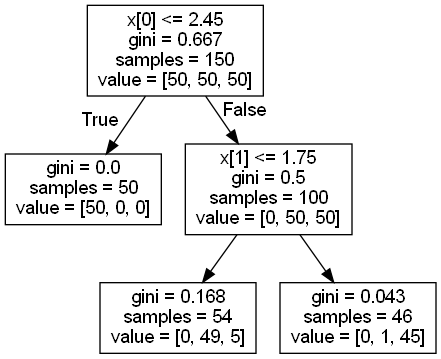 x[0] <= 2.45
gini = 0.667
samples = 150
value = [50, 50, 50]
True
False
gini = 0.0
samples = 50
value = [50, 0, 0]
x[1] <= 1.75
gini = 0.5
samples = 100
value = [0, 50, 50]
gini = 0.168
samples = 54
value = [0, 49, 5]
gini = 0.043
samples = 46
value = [0, 1, 45]